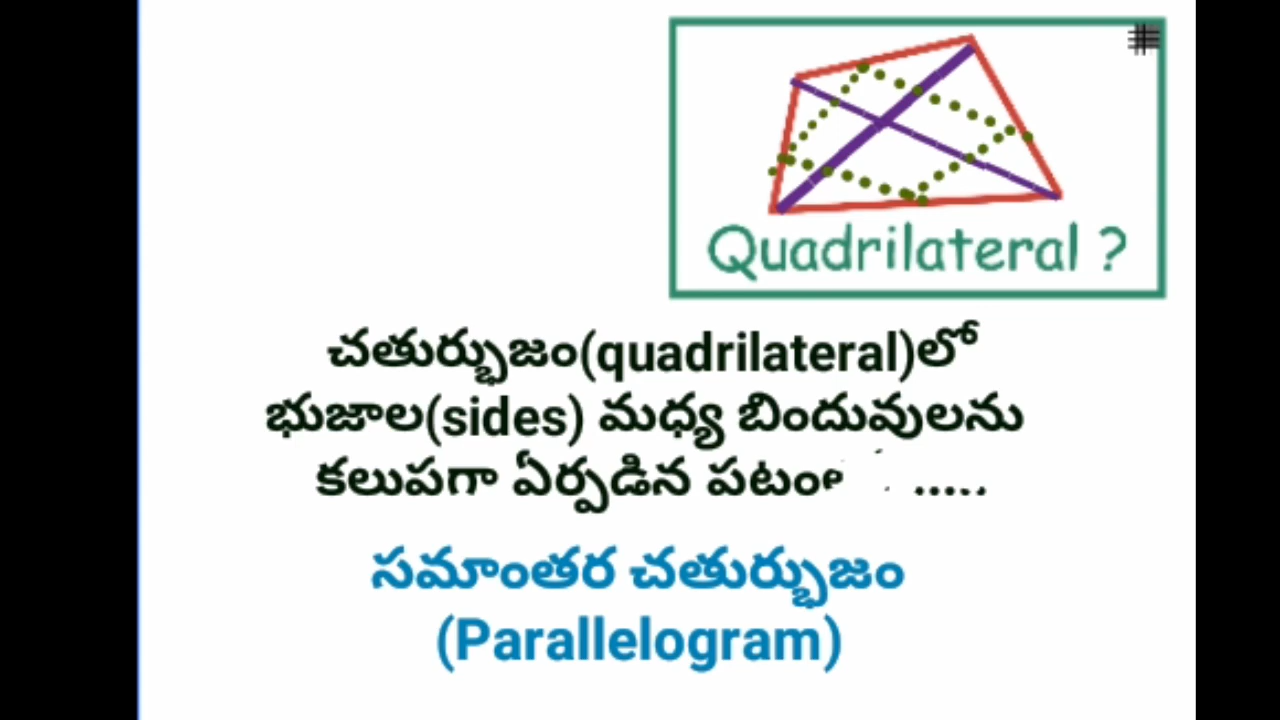 Quadrilateral ?
చతుర్భుజం(quadrilateral)లో
భుజాల(sides) మధ్య బిందువులను
కలుపగా ఏర్పడిన .....
సమాంతర చతుర్భుజం
(Parallelogram)